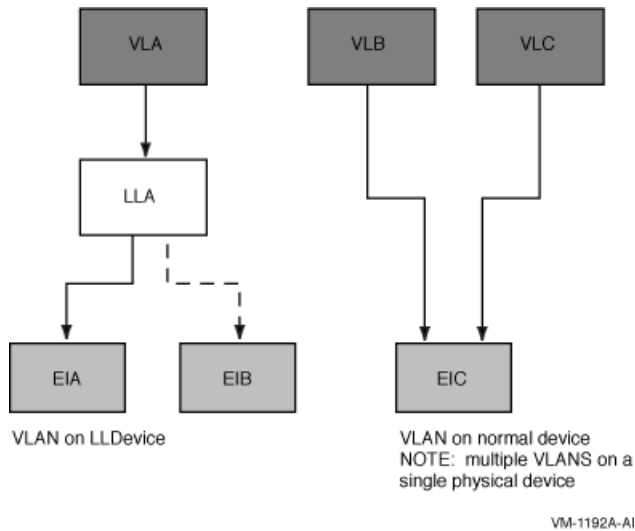 VLA
VLB
VLC
LLA
EIA
EIB
EIC
VLAN on LLDevice
VLAN on normal device
NOTE: multiple VLANS on a
single physical device
VM-1192A-AI